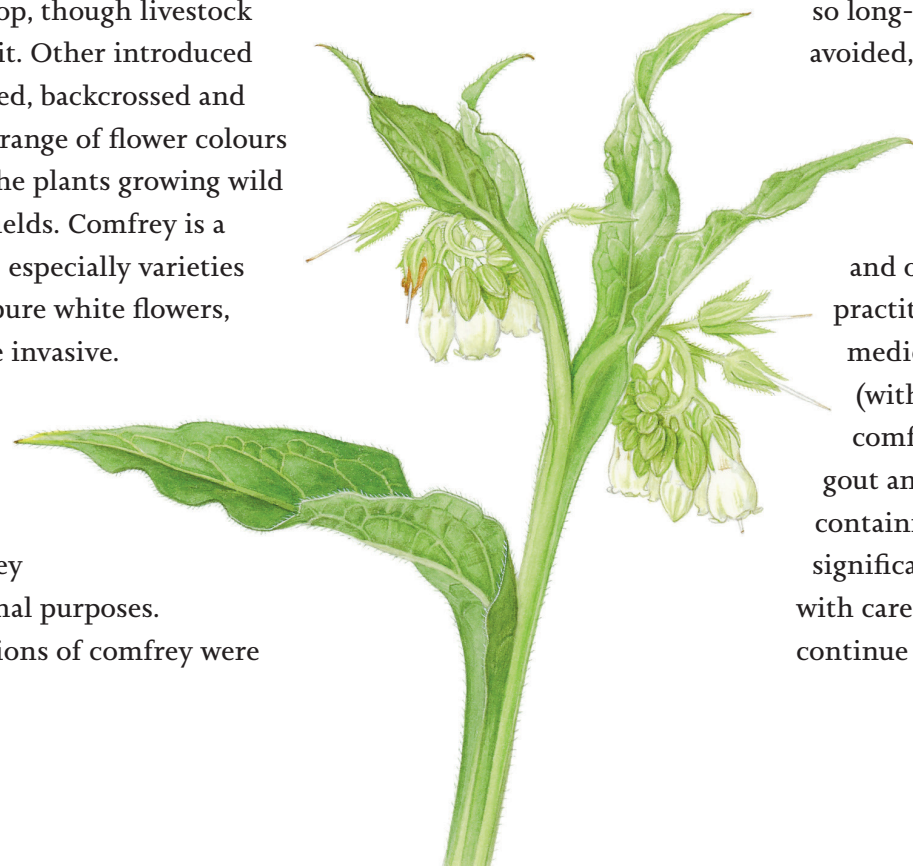 op, though livestock
it. Other introduced
ed, backcrossed and
range of flower colours
he plants growing wild
ields. Comfrey is a
especially varieties
pure white flowers,
e invasive.
ey
nal purposes.
ions of comfrey were
so long-
avoided,
and o
practit
medic
(with
comf
gout an
contain
significa
with care
continue